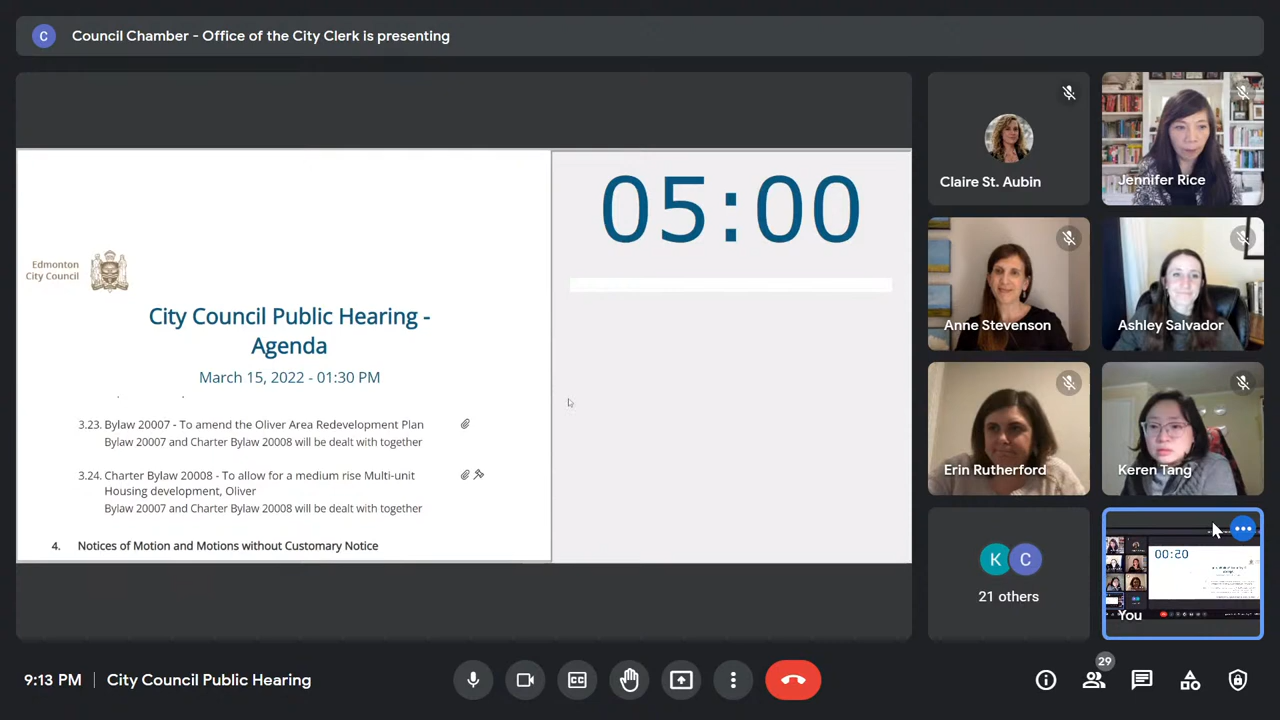 C
Council Chamber - Office of the City Clerk is presenting
Edmonton
City Council
City Council Public Hearing -
Agenda
March 15, 2022 - 01:30 PM
3.23. Bylaw 20007 - To amend the Oliver Area Redevelopment Plan
Bylaw 20007 and Charter Bylaw 20008 will be dealt with together
3.24. Charter Bylaw 20008 - To allow for a medium rise Multi-unit
Housing development, Oliver
Bylaw 20007 and Charter Bylaw 20008 will be dealt with together
4. Notices of Motion and Motions without Customary Notice
05:00
Claire St. Aubin
Jennifer Rice
Anne Stevenson
Ashley Salvador
Erin Rutherford
Keren Tang
K C
21 others
05:00
You
9:13 PM | City Council Public Hearing
CC
29